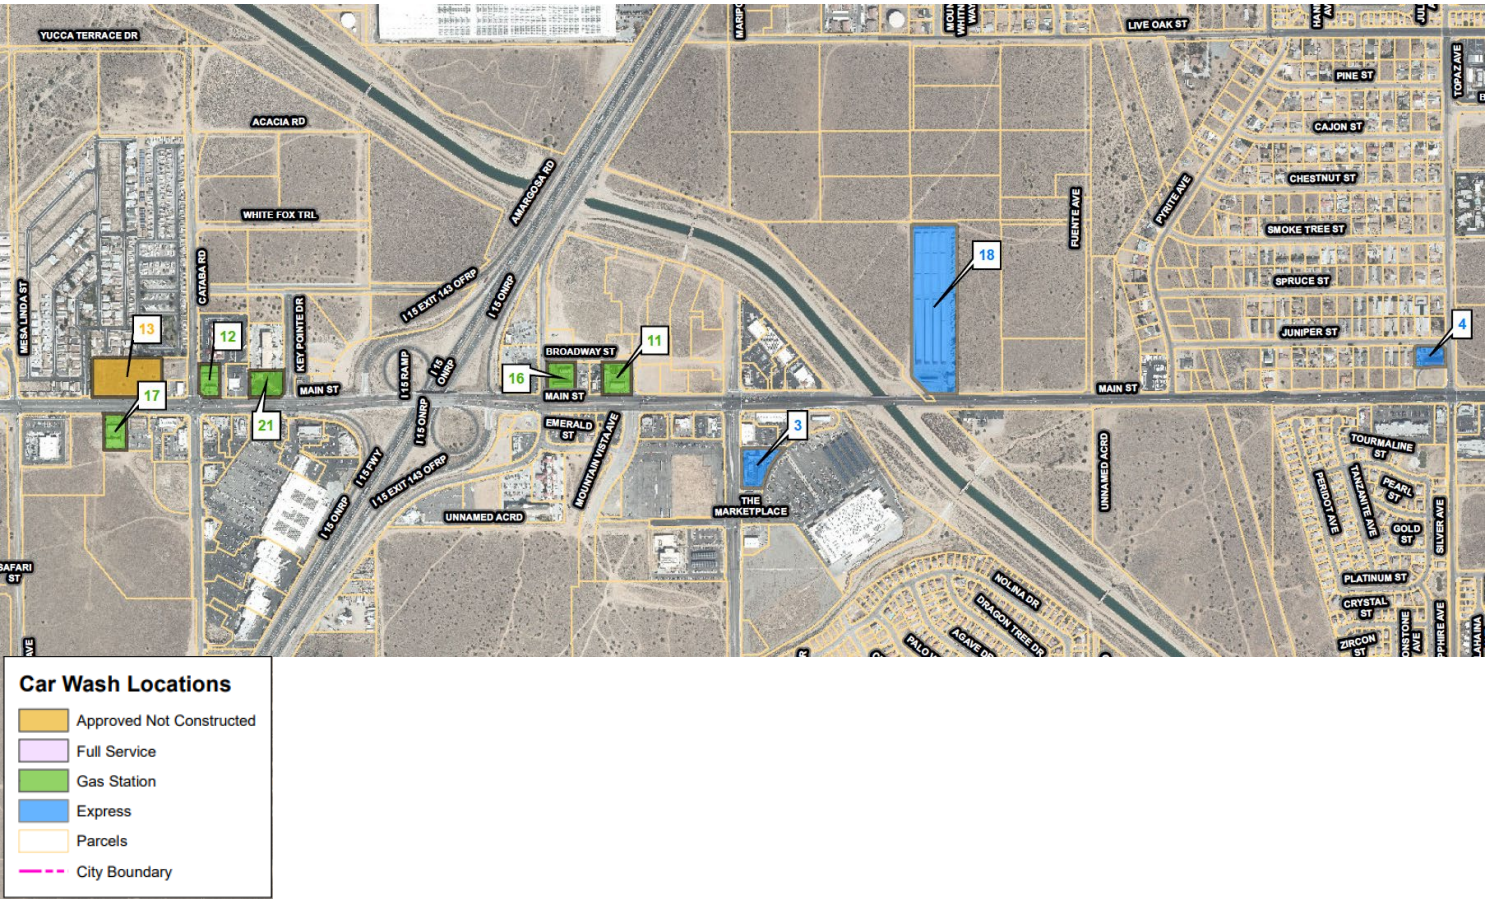 LIVE OAK ST
YUCCA TERRACE DR
PINE ST
TOPAZ AVE
ACACIA RD
CAJON ST
AMARGOSA RD
CHESTNUT ST
PYRITE AVE
WHITE FOX TRL
FUENTE AVE
SMOKE TREE ST
CATABA RD
18
I 15 EXIT 143 OFRP
I 15 ONRP
SPRUCE ST
MESA LINDA ST
13
12
KEY POINTE DR
11
JUNIPER ST
4
BROADWAY ST
I 15 RAMP
I 15
ONRP
16
MAIN ST
MAIN ST
MAIN ST
17
21
I 15 ONRP
EMERALD
ST
3
MOUNTAIN VISTA AVE
TOURMALINE
ST
I 15 FWY
I 15 EXIT 143 OFRP
UNNAMED ACRD
PERIDOT AVE
TANZANITE AVE
PEARL
ST
I 15 ONRP
UNNAMED ACRD
THE
MARKETPLACE
GOLD
ST
SILVER AVE
SAFARI
ST
NOLINA DR
PLATINUM ST
DRAGON TREE DR
CRYSTAL
ST
AGAVE DR
ZIRCON
ST
AVE
Car Wash Locations
Approved Not Constructed
Full Service
Gas Station
Express
Parcels
City Boundary